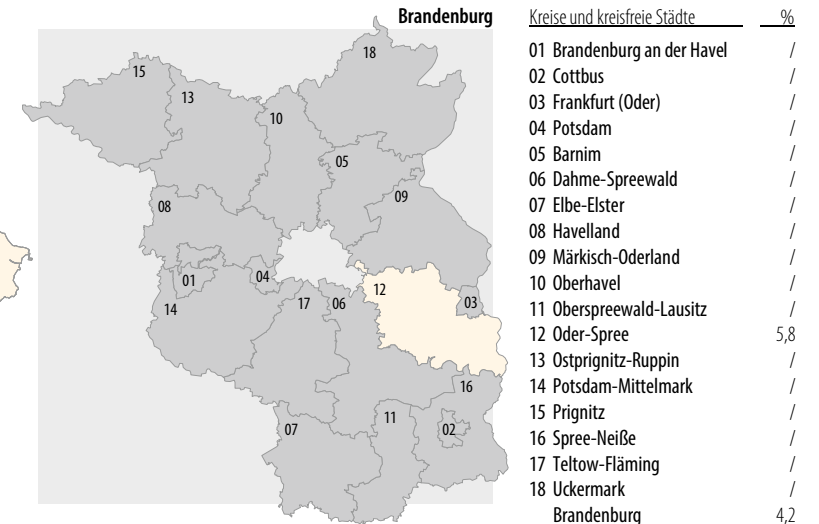 Brandenburg
18
15
13
10
05
09
08
01
04
12
03
14
17
06
16
07
11
02
Kreise und kreisfreie Städte %
01 Brandenburg an der Havel /
02 Cottbus /
03 Frankfurt (Oder) /
04 Potsdam /
05 Barnim /
06 Dahme-Spreewald /
07 Elbe-Elster /
08 Havelland /
09 Märkisch-Oderland /
10 Oberhavel /
11 Oberspreewald-Lausitz /
12 Oder-Spree 5,8
13 Ostprignitz-Ruppin /
14 Potsdam-Mittelmark /
15 Prignitz /
16 Spree-Neiße /
17 Teltow-Fläming /
18 Uckermark /
Brandenburg 4,2